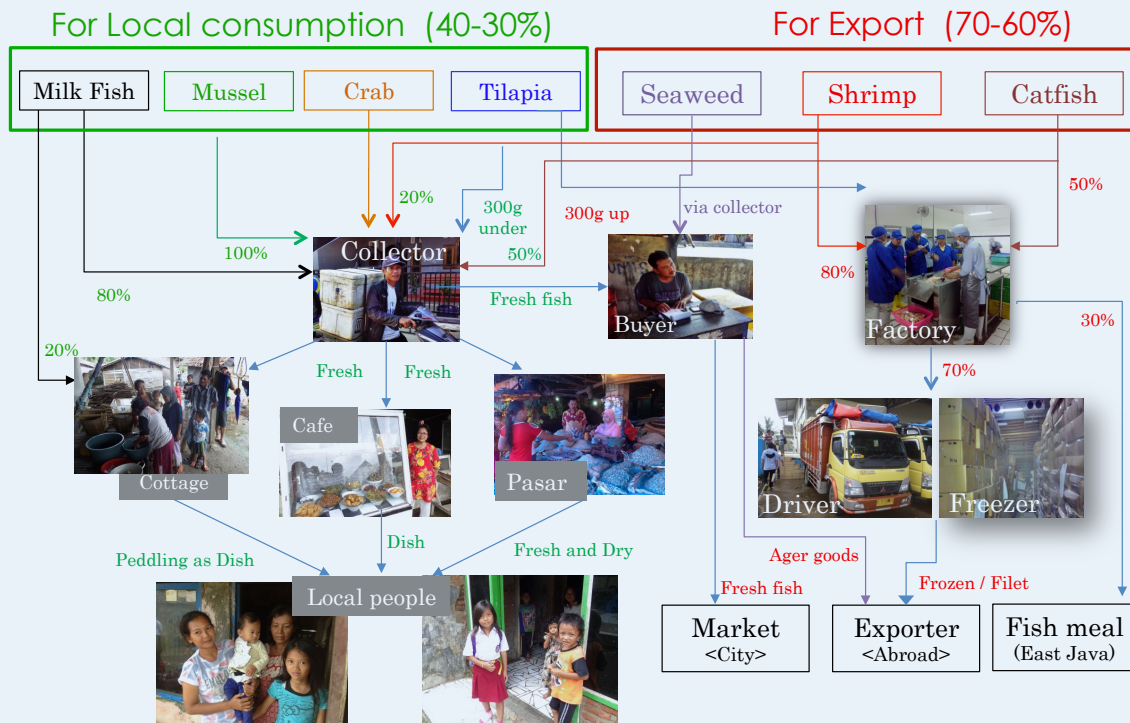 For Local consumption (40-30%)
For Export (70-60%)
Milk Fish
Mussel
Crab
Tilapia
Seaweed
Shrimp
Catfish
20%
300g
under
300g up
via collector
50%
100%
Collector
50%
80%
80%
Fresh fish
Buyer
Factory
30%
20%
Fresh
Fresh
70%
Cafe
Cottage
Pasar
Driver
Freezer
Peddling as Dish
Dish
Fresh and Dry
Ager goods
Fresh fish
Frozen / Filet
Local people
Market
<City>
Exporter
<Abroad>
Fish meal
(East Java)